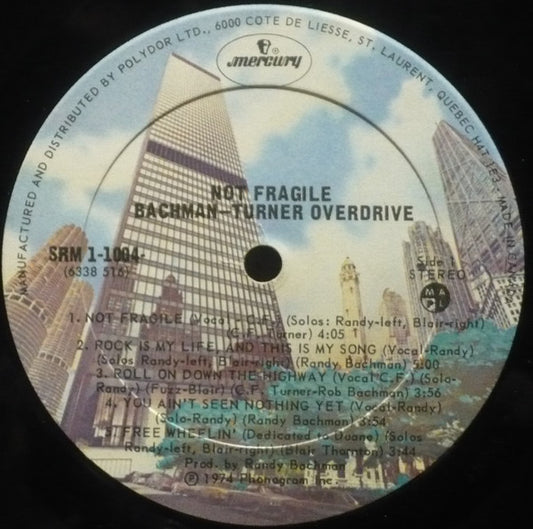 MANUFACTURED AND DISTRIBUTED BY POLYDOR LTD., 6000 COTE DE LIESSE, ST. LAURENT, QUEBEC H4T 1E3. MADE IN CANADA
mercury
NOT FRAGILE
BACHMAN-TURNER OVERDRIVE
SRM 1-1004-
(6338 516)
Side 1
STEREO
M A P L
1. NOT FRAGILE (Vocal-C.F.) (Solos: Randy-left, Blair-right)
(C.F. Turner) 4:05
2. ROCK IS MY LIFE, AND THIS IS MY SONG (Vocal-Randy)
(Solos Randy-left, Blair-right) (Randy Bachman) 5:00
3. ROLL ON DOWN THE HIGHWAY (Vocal C.F.) (Solo-
Randy) (Fuzz-Blair) (C.F. Turner-Rob Bachman) 3:56
4. YOU AIN'T SEEN NOTHING YET (Vocal-Randy)
(Solo-Randy) (Randy Bachman) 3:54
5. FREE WHEELIN' (Dedicated to Duane) (Solos
Randy-left, Blair-right) (Blair Thornton) 3:44
Prod. by Randy Bachman
Ⓟ 1974 Phonogram Inc.